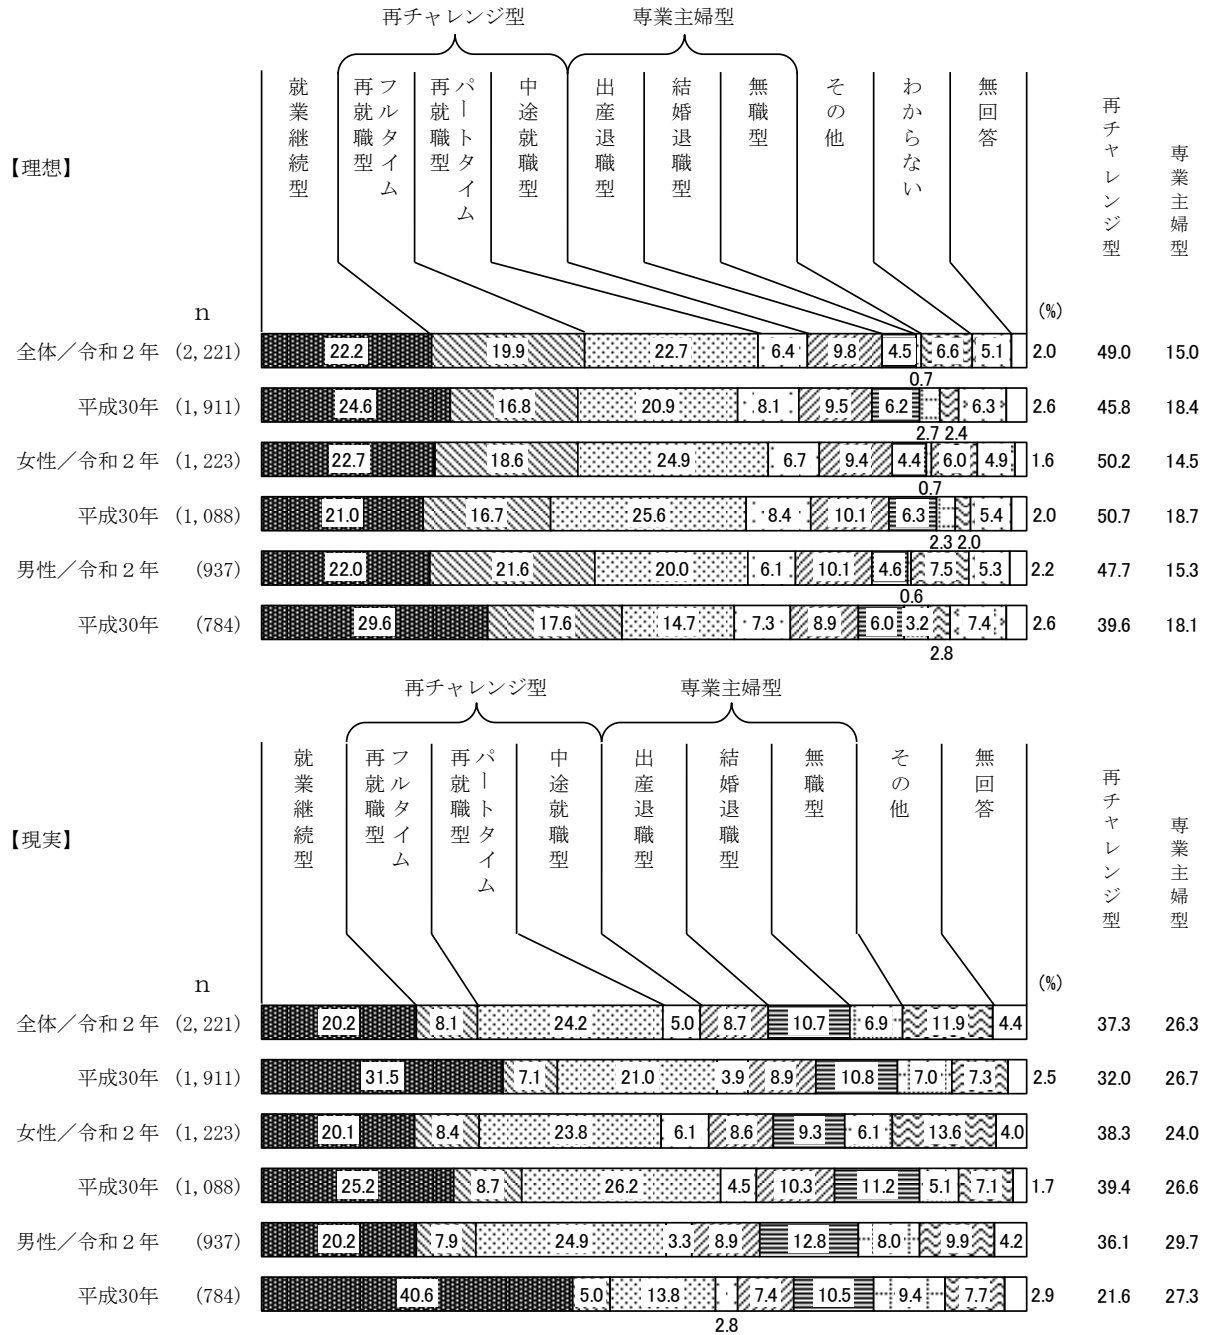 再チャレンジ型 専業主婦型
【理想】
就業継続型
フルタイム再就職型
パートタイム再就職型
中途就職型
出産退職型
結婚退職型
無職型
その他
わからない
無回答
再チャレンジ型
専業主婦型
n (%)
全体／令和２年 (2,221) 22.2 19.9 22.7 6.4 9.8 4.5 6.6 5.1 2.0 49.0 15.0
0.7
平成30年 (1,911) 24.6 16.8 20.9 8.1 9.5 6.2 6.3 2.6 45.8 18.4
2.7 2.4
女性／令和２年 (1,223) 22.7 18.6 24.9 6.7 9.4 4.4 6.0 4.9 1.6 50.2 14.5
0.7
平成30年 (1,088) 21.0 16.7 25.6 8.4 10.1 6.3 5.4 2.0 50.7 18.7
2.3 2.0
男性／令和２年 (937) 22.0 21.6 20.0 6.1 10.1 4.6 7.5 5.3 2.2 47.7 15.3
0.6
平成30年 (784) 29.6 17.6 14.7 7.3 8.9 6.0 3.2 7.4 2.6 39.6 18.1
2.8
再チャレンジ型 専業主婦型
【現実】
就業継続型
フルタイム再就職型
パートタイム再就職型
中途就職型
出産退職型
結婚退職型
無職型
その他
無回答
再チャレンジ型
専業主婦型
n (%)
全体／令和２年 (2,221) 20.2 8.1 24.2 5.0 8.7 10.7 6.9 11.9 4.4 37.3 26.3
平成30年 (1,911) 31.5 7.1 21.0 3.9 8.9 10.8 7.0 7.3 2.5 32.0 26.7
女性／令和２年 (1,223) 20.1 8.4 23.8 6.1 8.6 9.3 6.1 13.6 4.0 38.3 24.0
平成30年 (1,088) 25.2 8.7 26.2 4.5 10.3 11.2 5.1 7.1 1.7 39.4 26.6
男性／令和２年 (937) 20.2 7.9 24.9 3.3 8.9 12.8 8.0 9.9 4.2 36.1 29.7
平成30年 (784) 40.6 5.0 13.8 7.4 10.5 9.4 7.7 2.9 21.6 27.3
2.8